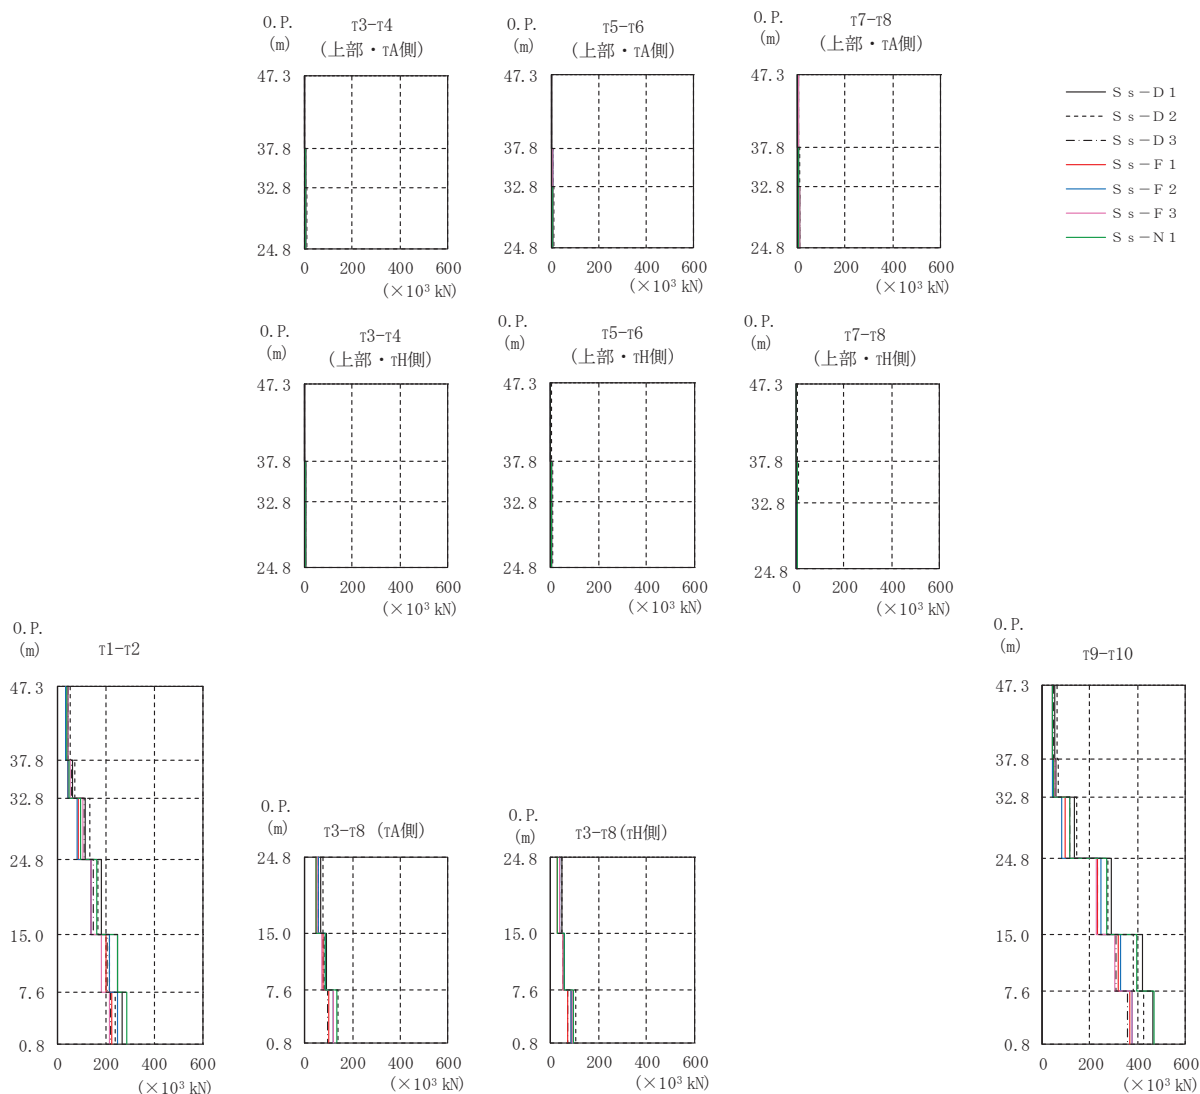 O.P.
(m)
T3-T4
(上部・TA側)
47.3
37.8
32.8
24.8
0 200 400 600
(×10³ kN)
O.P.
(m)
T5-T6
(上部・TA側)
47.3
37.8
32.8
24.8
0 200 400 600
(×10³ kN)
O.P.
(m)
T7-T8
(上部・TA側)
47.3
37.8
32.8
24.8
0 200 400 600
(×10³ kN)
Ss-D1
Ss-D2
Ss-D3
Ss-F1
Ss-F2
Ss-F3
Ss-N1
O.P.
(m)
T3-T4
(上部・TH側)
47.3
37.8
32.8
24.8
0 200 400 600
(×10³ kN)
O.P.
(m)
T5-T6
(上部・TH側)
47.3
37.8
32.8
24.8
0 200 400 600
(×10³ kN)
O.P.
(m)
T7-T8
(上部・TH側)
47.3
37.8
32.8
24.8
0 200 400 600
(×10³ kN)
O.P.
(m)
T1-T2
47.3
37.8
32.8
24.8
15.0
7.6
0.8
0 200 400 600
(×10³ kN)
O.P.
(m)
T3-T8 (TA側)
24.8
15.0
7.6
0.8
0 200 400 600
(×10³ kN)
O.P.
(m)
T3-T8(TH側)
24.8
15.0
7.6
0.8
0 200 400 600
(×10³ kN)
O.P.
(m)
T9-T10
47.3
37.8
32.8
24.8
15.0
7.6
0.8
0 200 400 600
(×10³ kN)